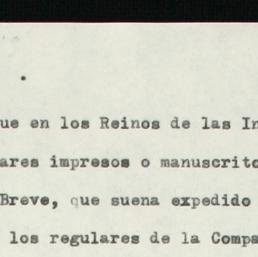 ue en los Reinos de las In
ares impresos o manuscrito
Breve, que suena expedido
los regulares de la Compa